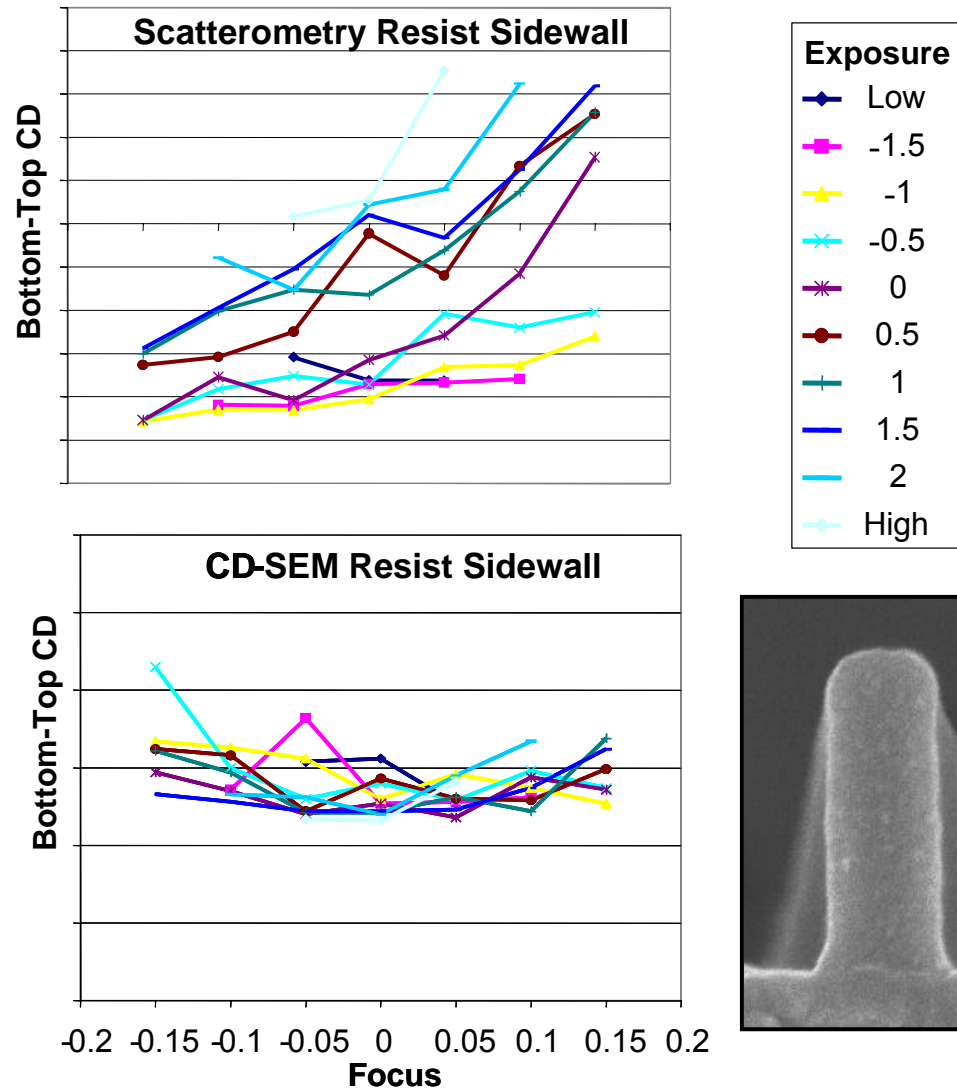 Scatterometry Resist Sidewall
Bottom-Top CD
Exposure
Low
-1.5
-1
-0.5
0
0.5
1
1.5
2
High
CD-SEM Resist Sidewall
Bottom-Top CD
-0.2 -0.15 -0.1 -0.05 0 0.05 0.1 0.15 0.2
Focus